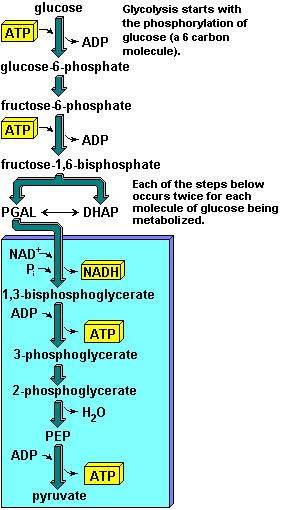 glucose
Glycolysis starts with
the phosphorylation of
glucose (a 6 carbon
molecule).
ATP
ADP
glucose-6-phosphate
fructose-6-phosphate
ATP
ADP
fructose-1,6-bisphosphate
Each of the steps below
occurs twice for each
molecule of glucose being
metabolized.
PGAL DHAP
NAD+
Pi
NADH
1,3-bisphosphoglycerate
ADP
ATP
3-phosphoglycerate
2-phosphoglycerate
H2O
PEP
ADP
ATP
pyruvate